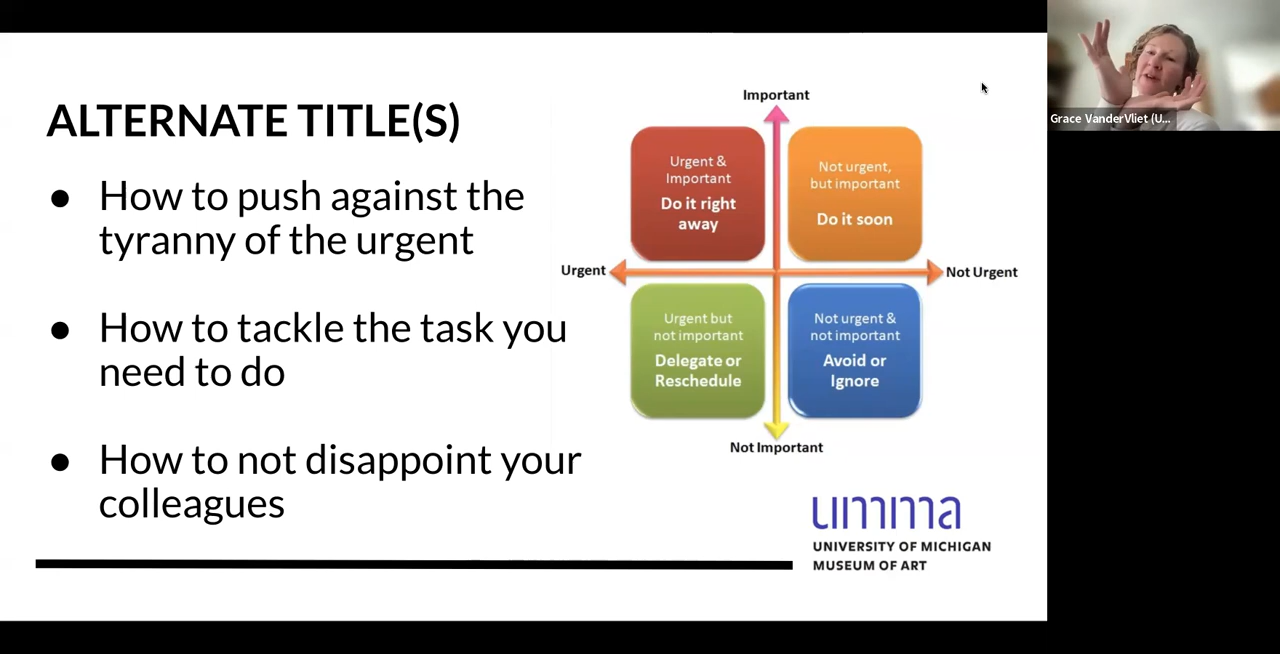 ALTERNATE TITLE(S)
● How to push against the
tyranny of the urgent
● How to tackle the task you
need to do
● How to not disappoint your
colleagues
Important
Urgent &
Important
Do it right
away
Not urgent,
but important
Do it soon
Urgent
Not Urgent
Urgent but
not important
Delegate or
Reschedule
Not urgent &
not important
Avoid or
Ignore
Not Important
umma
UNIVERSITY OF MICHIGAN
MUSEUM OF ART
Grace VanderVliet (U...